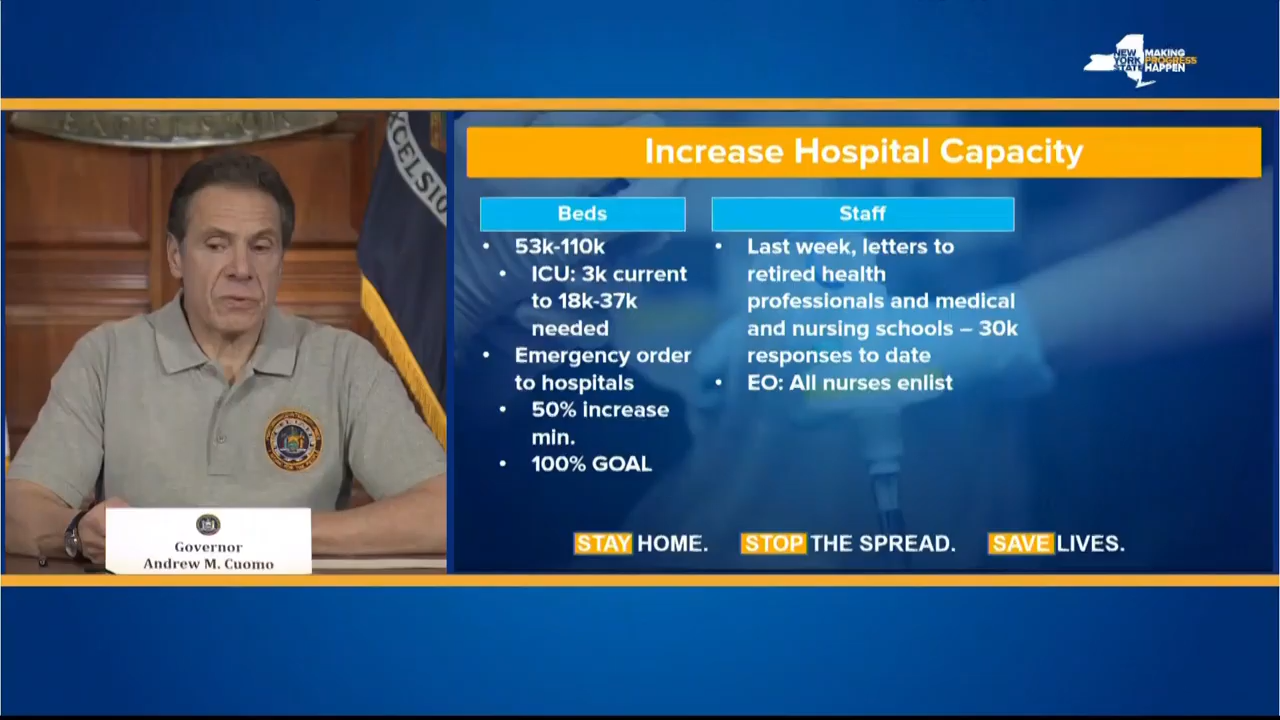 NEW
YORK
STATE
MAKING
PROGRESS
HAPPEN
EXCELSIO
Increase Hospital Capacity
Beds
• 53k-110k
• ICU: 3k current
to 18k-37k
needed
• Emergency order
to hospitals
• 50% increase
min.
• 100% GOAL
Staff
• Last week, letters to
retired health
professionals and medical
and nursing schools – 30k
responses to date
• EO: All nurses enlist
Governor
Andrew M. Cuomo
STAY HOME. STOP THE SPREAD. SAVE LIVES.